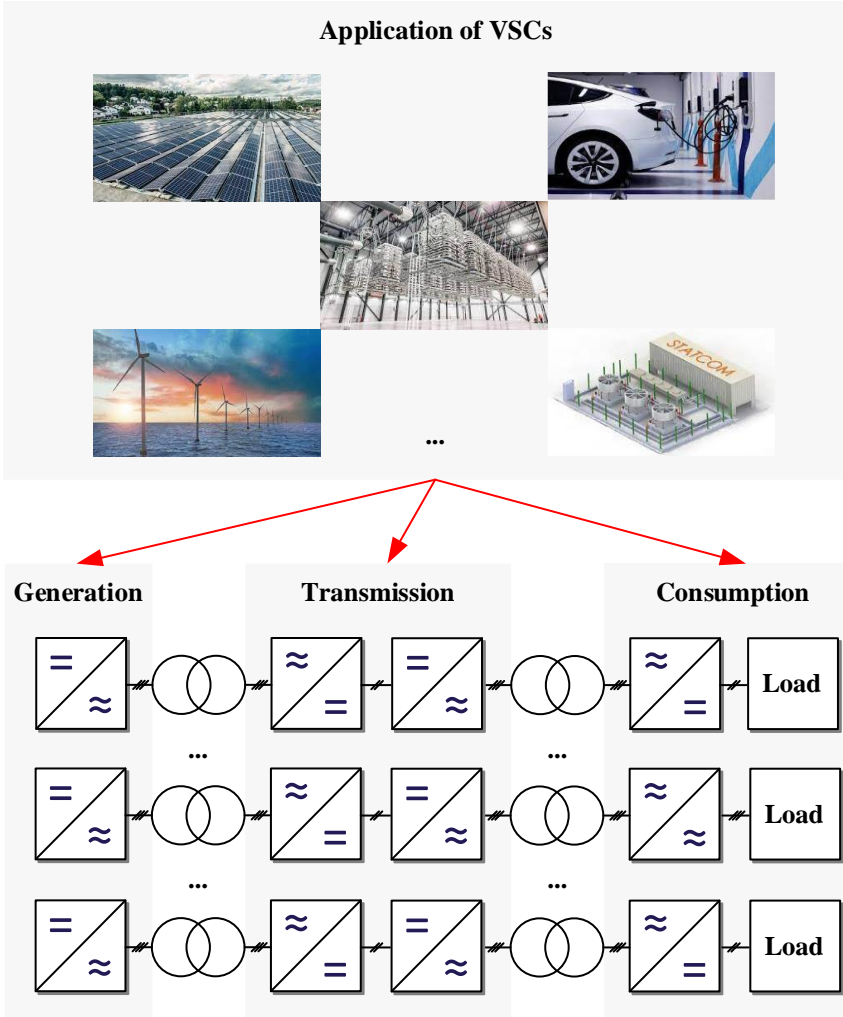 Application of VSCs
STATCOM
...
Generation
Transmission
Consumption
Load
...
...
Load
...
...
Load